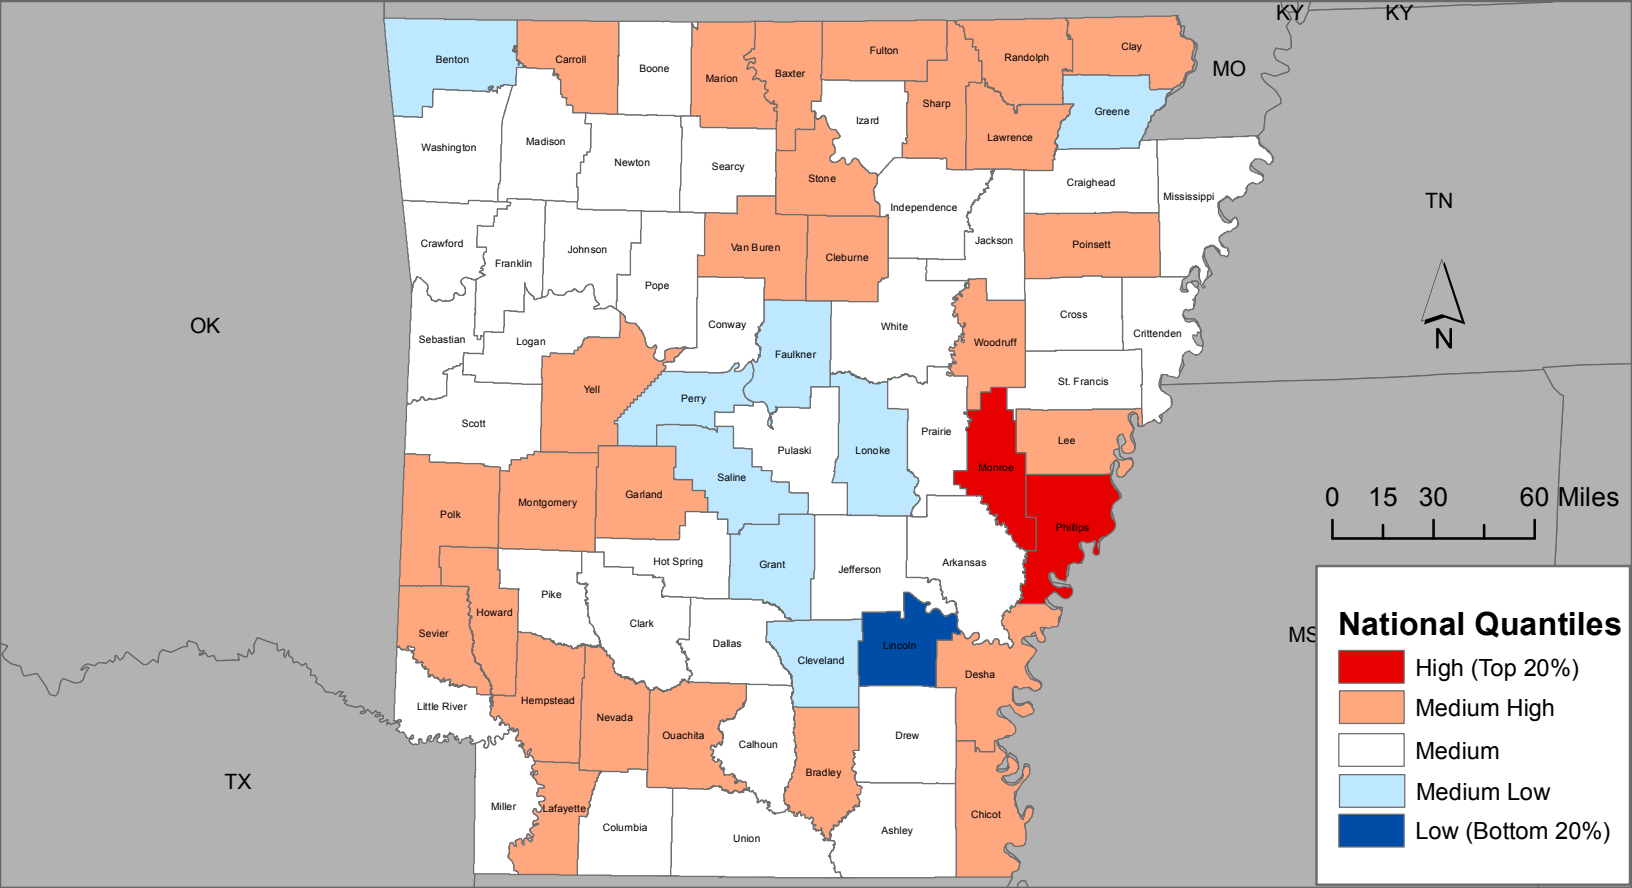 KY
KY
Benton
Carroll
Boone
Marion
Baxter
Fulton
Randolph
Clay
MO
Sharp
Izard
Lawrence
Greene
Washington
Madison
Newton
Searcy
Stone
Independence
Craighead
Mississippi
TN
Crawford
Franklin
Johnson
Pope
Van Buren
Cleburne
Jackson
Poinsett
OK
Sebastian
Logan
Conway
Faulkner
White
Woodruff
Cross
Crittenden
N
Scott
Yell
Perry
Pulaski
Lonoke
Prairie
St. Francis
Lee
Monroe
Saline
Polk
Montgomery
Garland
Phillips
0 15 30 60 Miles
Hot Spring
Grant
Jefferson
Arkansas
Pike
Howard
Sevier
Clark
Dallas
Cleveland
Lincoln
Desha
MS
Little River
Hempstead
Nevada
Ouachita
Calhoun
Bradley
Drew
TX
Miller
Lafayette
Columbia
Union
Ashley
Chicot
National Quantiles
High (Top 20%)
Medium High
Medium
Medium Low
Low (Bottom 20%)